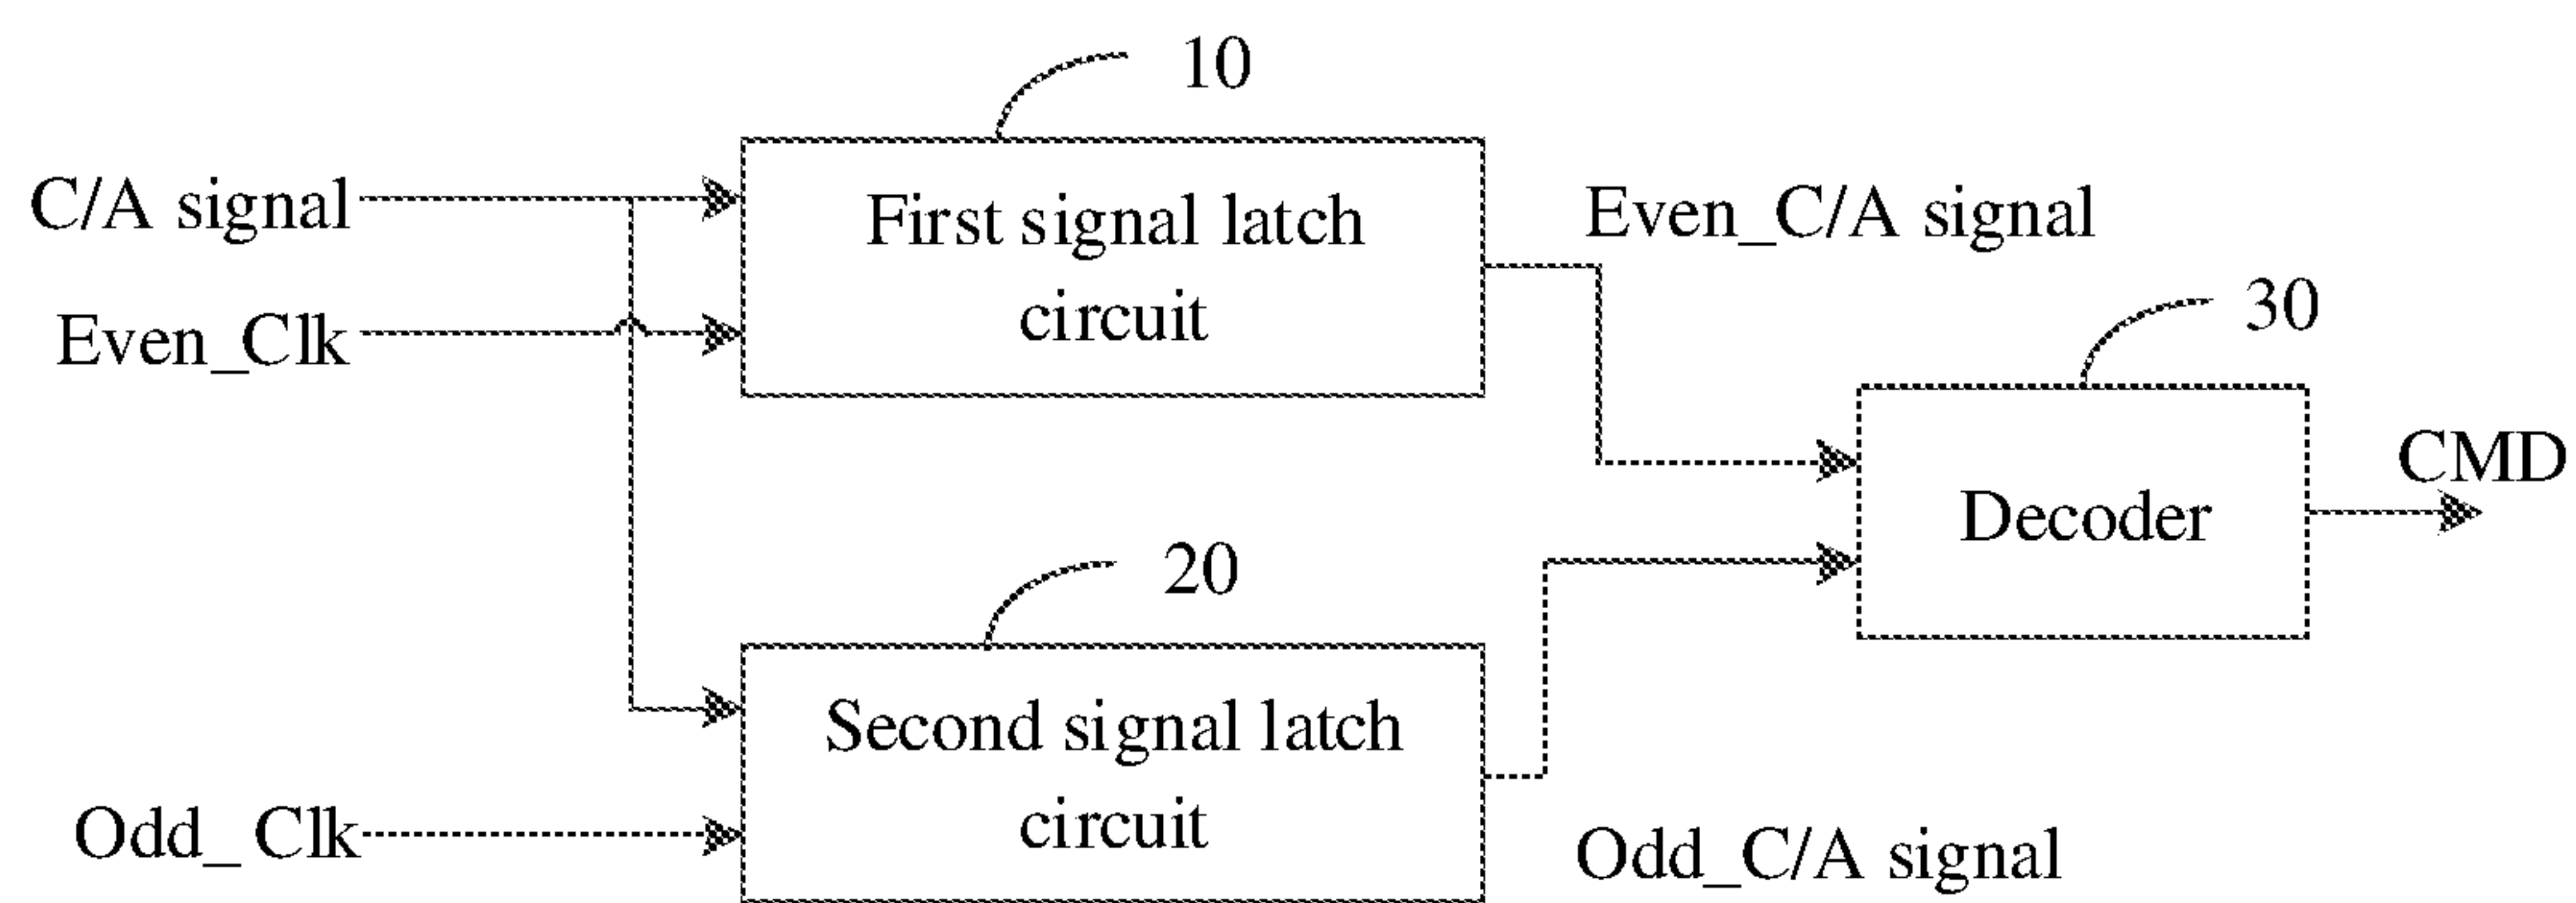 10
C/A signal
First signal latch
circuit
Even_C/A signal
Even_Clk
30
CMD
Decoder
20
Second signal latch
circuit
Odd_ Clk
Odd_C/A signal